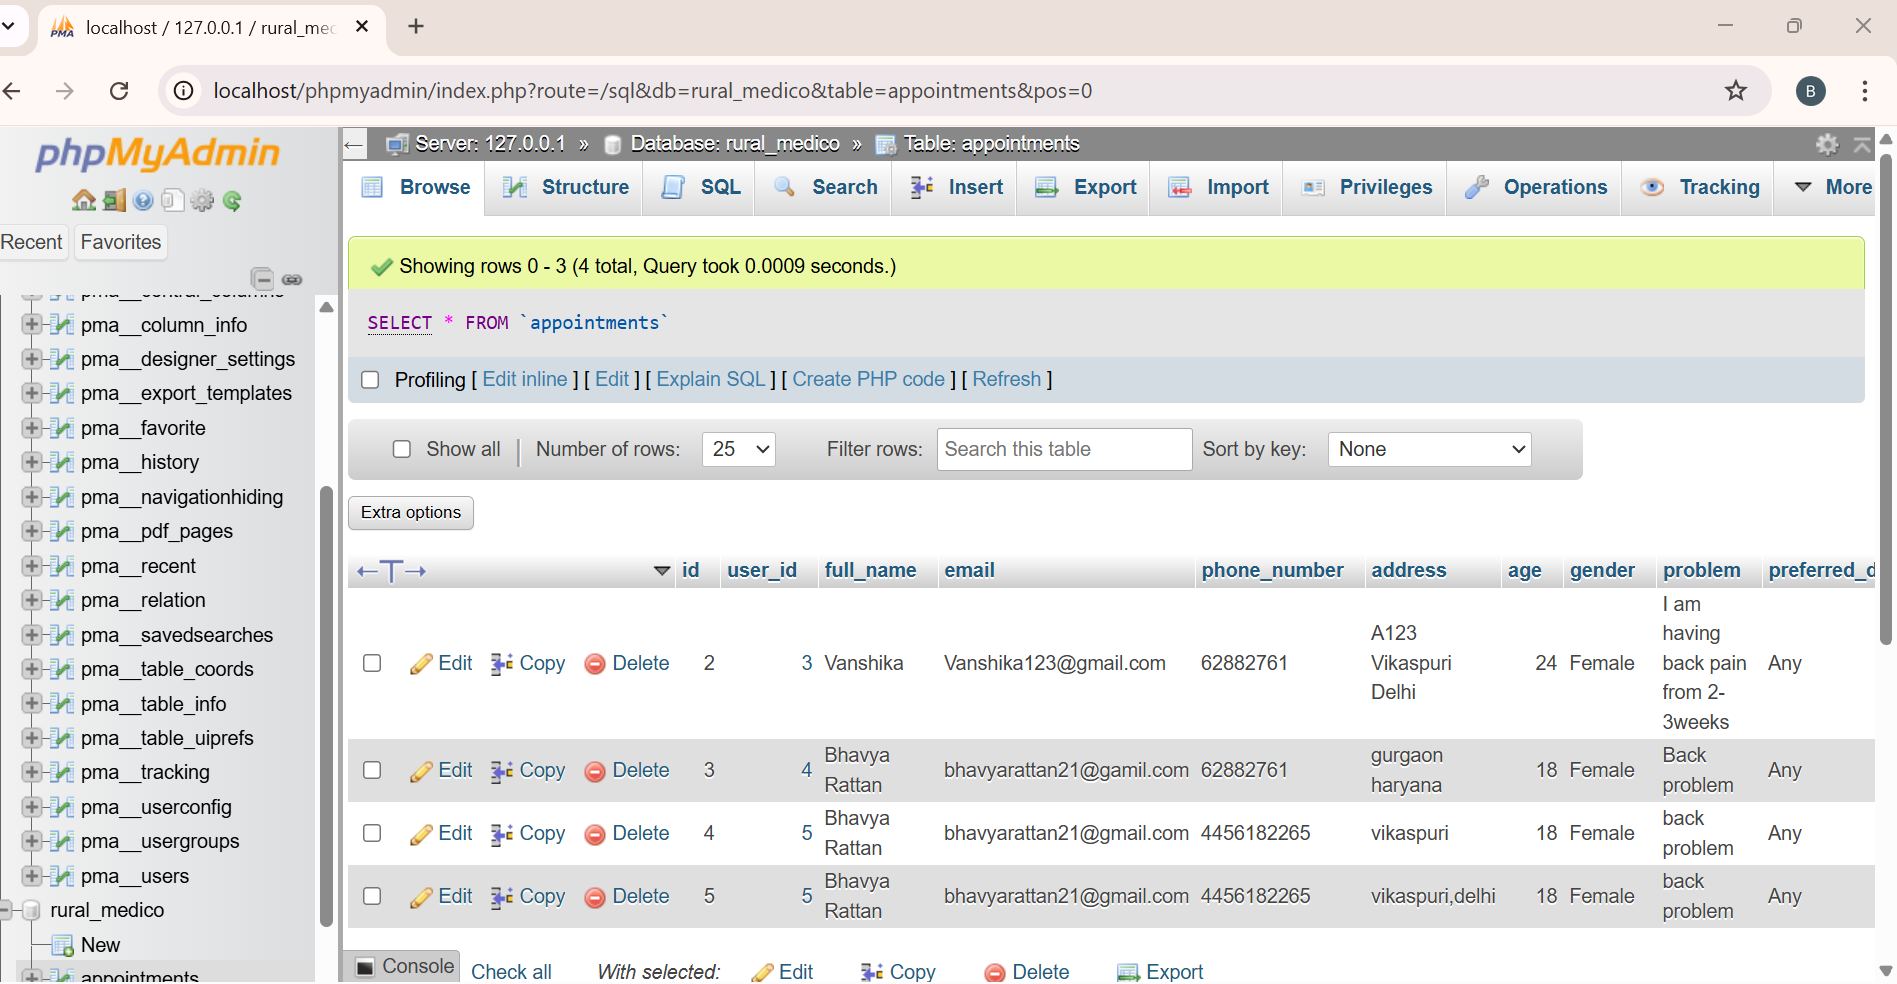 localhost / 127.0.0.1 / rural_mec
localhost/phpmyadmin/index.php?route=/sql&db=rural_medico&table=appointments&pos=0
B
phpMyAdmin
Recent Favorites
pma__central_columns
pma__column_info
pma__designer_settings
pma__export_templates
pma__favorite
pma__history
pma__navigationhiding
pma__pdf_pages
pma__recent
pma__relation
pma__savedsearches
pma__table_coords
pma__table_info
pma__table_uiprefs
pma__tracking
pma__userconfig
pma__usergroups
pma__users
rural_medico
New
appointments
Server: 127.0.0.1 » Database: rural_medico » Table: appointments
Browse Structure SQL Search Insert Export Import Privileges Operations Tracking More
Showing rows 0 - 3 (4 total, Query took 0.0009 seconds.)
SELECT * FROM `appointments`
Profiling [ Edit inline ] [ Edit ] [ Explain SQL ] [ Create PHP code ] [ Refresh ]
Show all | Number of rows: 25 Filter rows: Search this table Sort by key: None
Extra options
←T→ id user_id full_name email phone_number address age gender problem preferred_d
Edit Copy Delete 2 3 Vanshika Vanshika123@gmail.com 62882761 A123 Vikaspuri Delhi 24 Female I am having back pain from 2-3weeks Any
Edit Copy Delete 3 4 Bhavya Rattan bhavyarattan21@gamil.com 62882761 gurgaon haryana 18 Female Back problem Any
Edit Copy Delete 4 5 Bhavya Rattan bhavyarattan21@gmail.com 4456182265 vikaspuri 18 Female back problem Any
Edit Copy Delete 5 5 Bhavya Rattan bhavyarattan21@gmail.com 4456182265 vikaspuri,delhi 18 Female back problem Any
Console Check all With selected: Edit Copy Delete Export